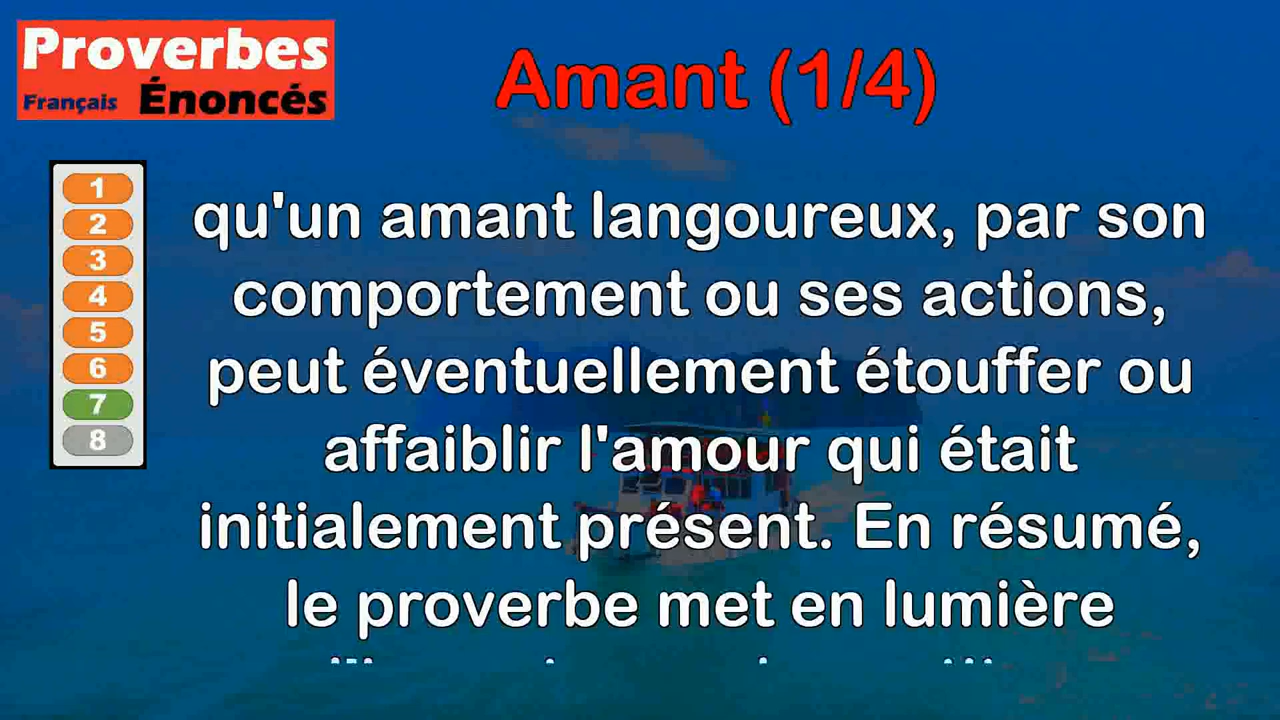 Proverbes
Français Énoncés
Amant (1/4)
1
2
3
4
5
6
7
8
qu'un amant langoureux, par son
comportement ou ses actions,
peut éventuellement étouffer ou
affaiblir l'amour qui était
initialement présent. En résumé,
le proverbe met en lumière